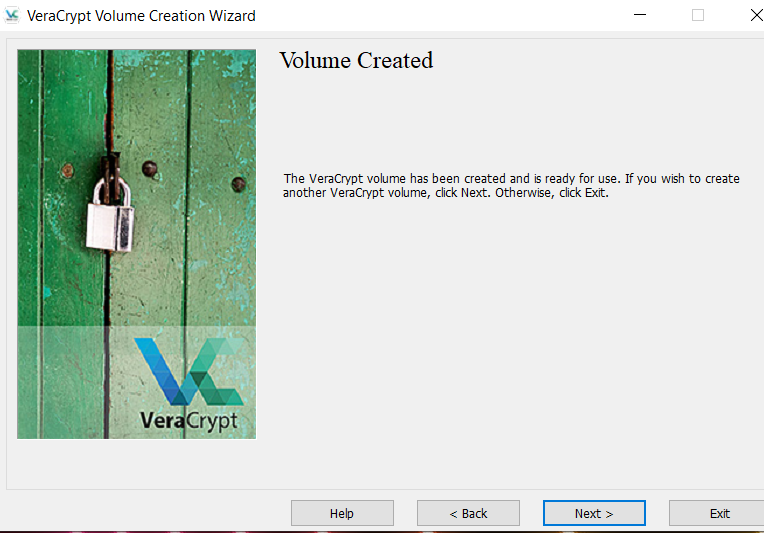 VeraCrypt Volume Creation Wizard
Volume Created
The VeraCrypt volume has been created and is ready for use. If you wish to create
another VeraCrypt volume, click Next. Otherwise, click Exit.
VeraCrypt
Help
< Back
Next >
Exit